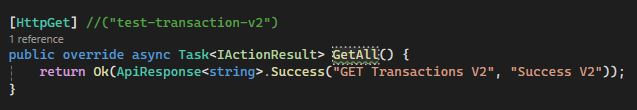 [HttpGet] //("test-transaction-v2")
1 reference
public override async Task<IActionResult> GetAll() {
return Ok(ApiResponse<string>.Success("GET Transactions V2", "Success V2"));
}